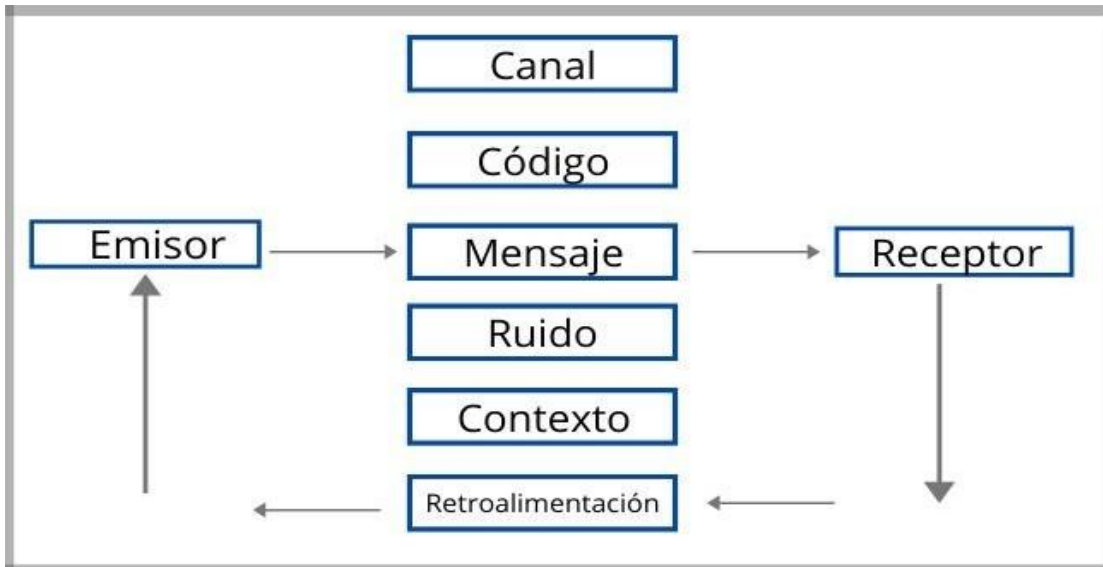 Canal
Código
Emisor
Mensaje
Receptor
Ruido
Contexto
Retroalimentación